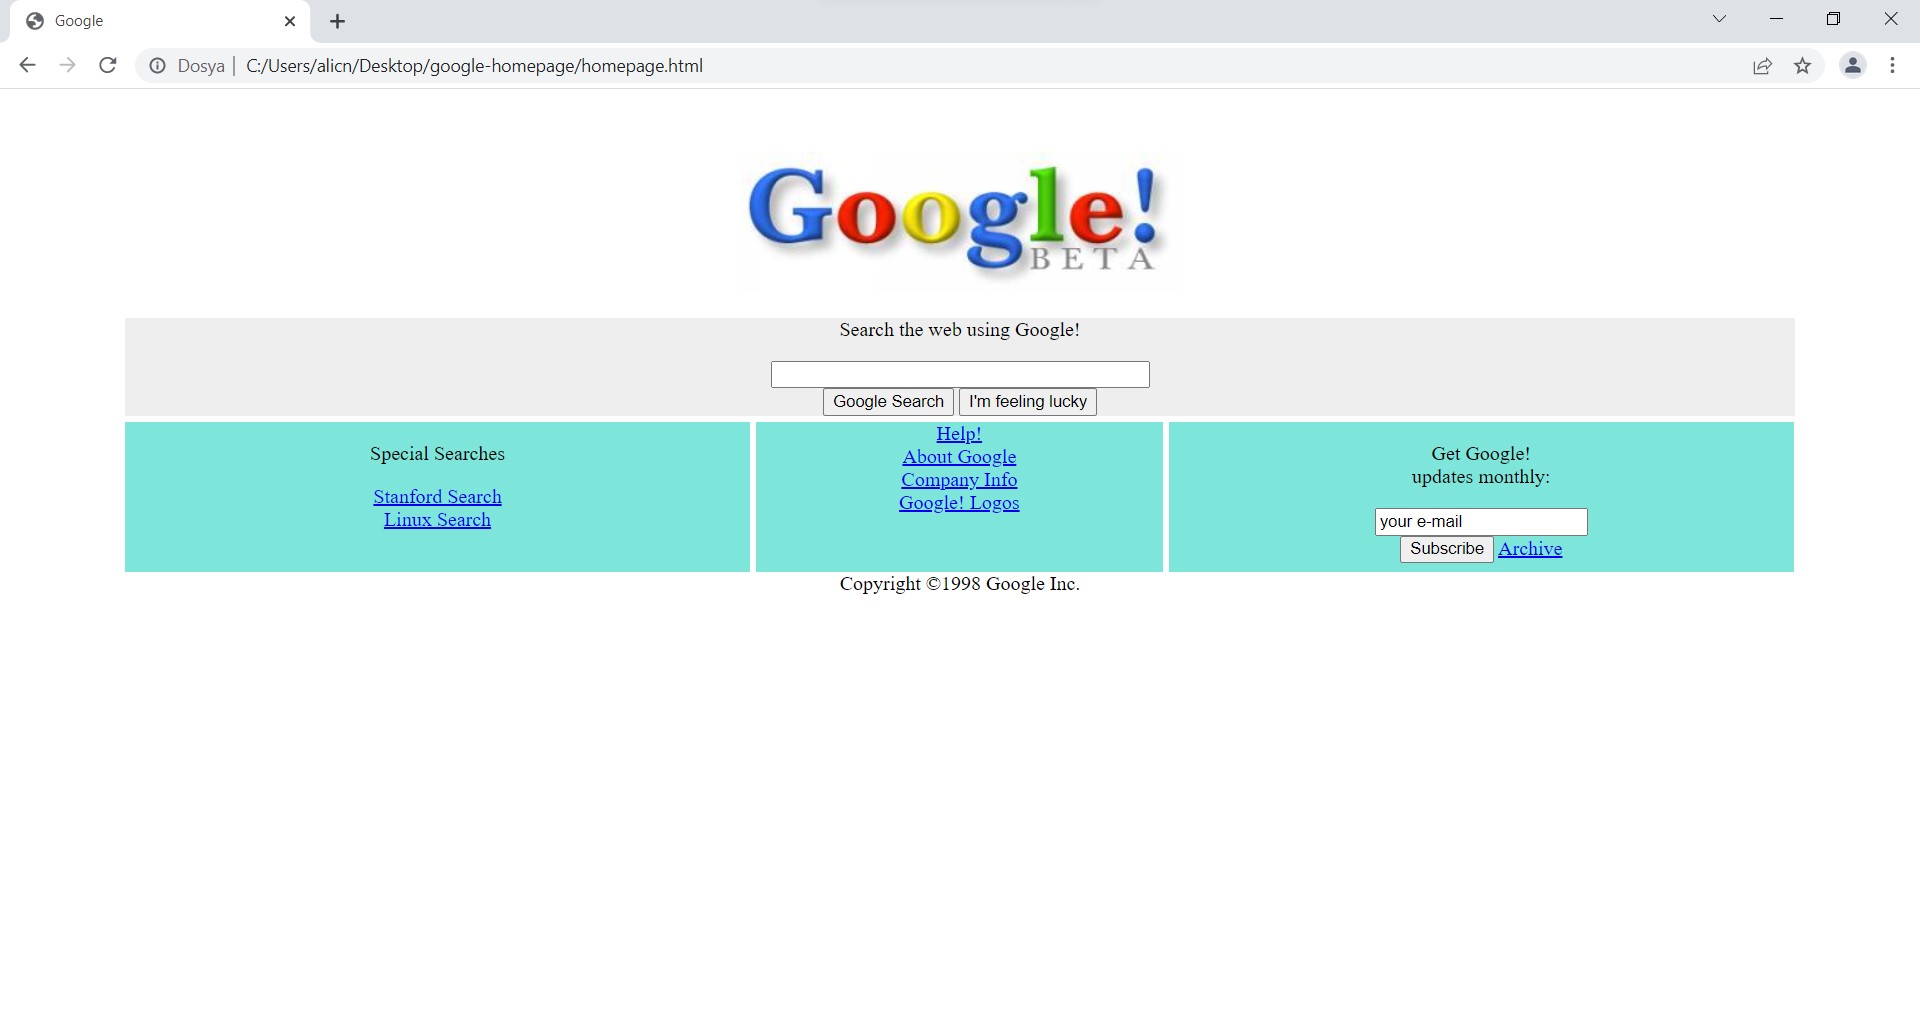 Google
Dosya | C:/Users/alicn/Desktop/google-homepage/homepage.html
Google!
BETA
Search the web using Google!
Google Search I'm feeling lucky
Special Searches
Stanford Search
Linux Search
Help!
About Google
Company Info
Google! Logos
Get Google!
updates monthly:
your e-mail
Subscribe Archive
Copyright ©1998 Google Inc.